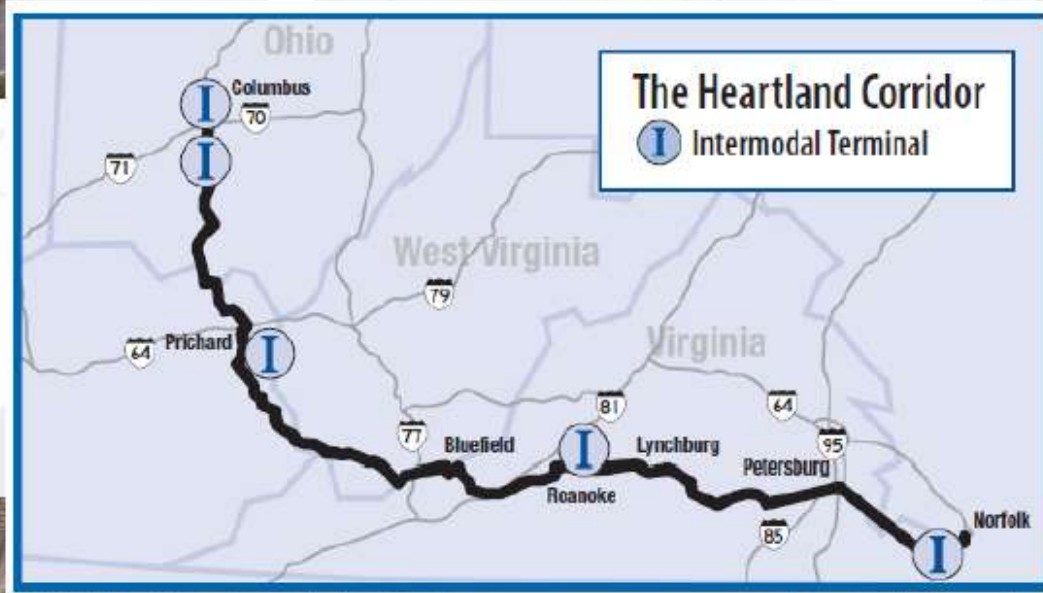 Ohio
The Heartland Corridor
I Intermodal Terminal
I
Columbus
70
I
71
West Virginia
79
Prichard
I
64
Virginia
77
81
64
95
Bluefield
I
Lynchburg
Petersburg
Roanoke
85
Norfolk
I